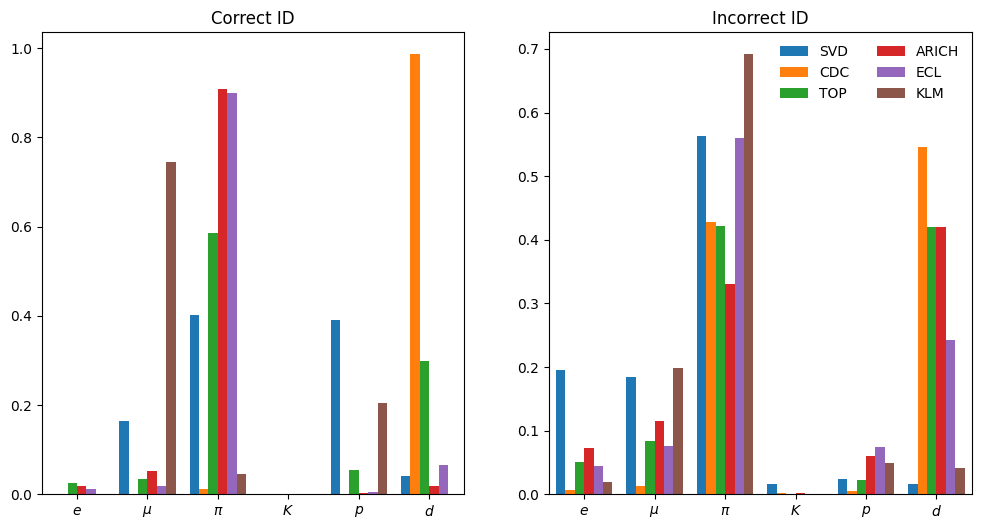 Correct ID
1.0
0.8
0.6
0.4
0.2
0.0
e μ π K p d
Incorrect ID
0.7
0.6
0.5
0.4
0.3
0.2
0.1
0.0
e μ π K p d
SVD
CDC
TOP
ARICH
ECL
KLM